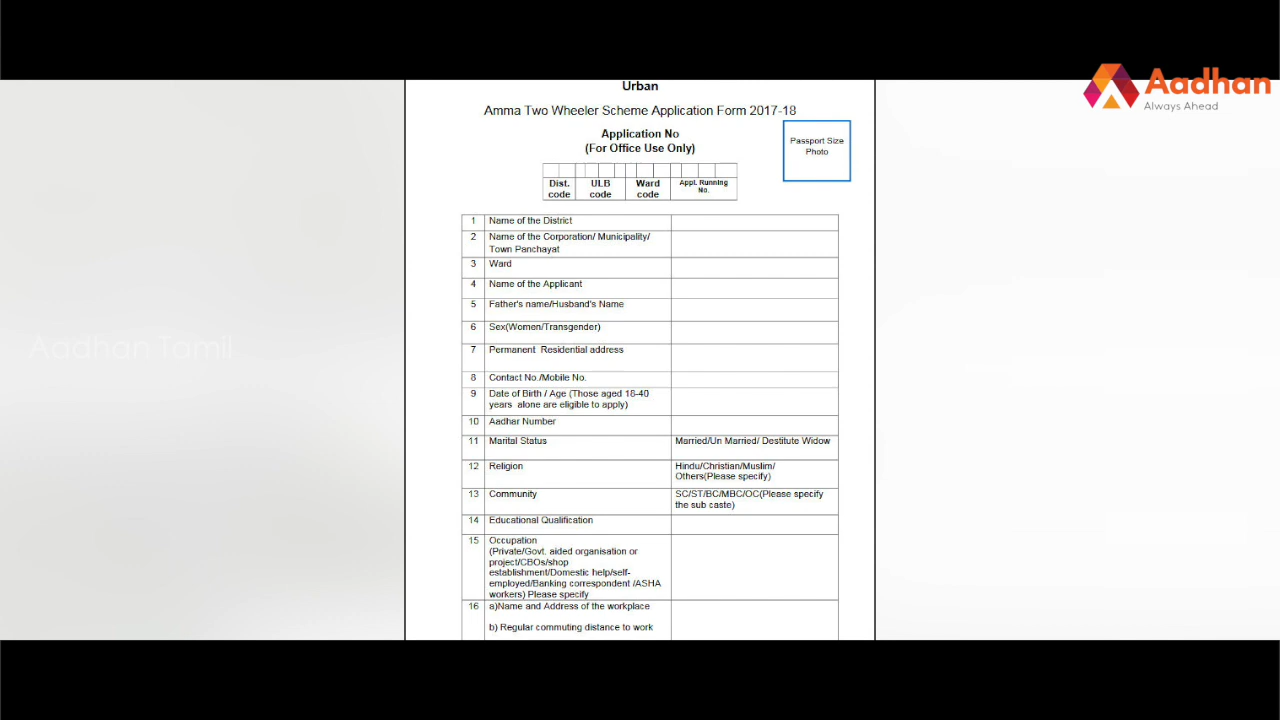 Aadhan
Always Ahead
Urban
Amma Two Wheeler Scheme Application Form 2017-18
Application No
(For Office Use Only)
Passport Size
Photo
Dist. code
ULB code
Ward code
Appl. Running No.
1 Name of the District
2 Name of the Corporation/ Municipality/
Town Panchayat
3 Ward
4 Name of the Applicant
5 Father's name/Husband's Name
6 Sex(Women/Transgender)
7 Permanent Residential address
8 Contact No./Mobile No.
9 Date of Birth / Age (Those aged 18-40
years alone are eligible to apply)
10 Aadhar Number
11 Marital Status Married/Un Married/ Destitute Widow
12 Religion Hindu/Christian/Muslim/
Others(Please specify)
13 Community SC/ST/BC/MBC/OC(Please specify
the sub caste)
14 Educational Qualification
15 Occupation
(Private/Govt. aided organisation or
project/CBOs/shop
establishment/Domestic help/self-
employed/Banking correspondent /ASHA
workers) Please specify
16 a)Name and Address of the workplace
b) Regular commuting distance to work
Aadhan Tamil